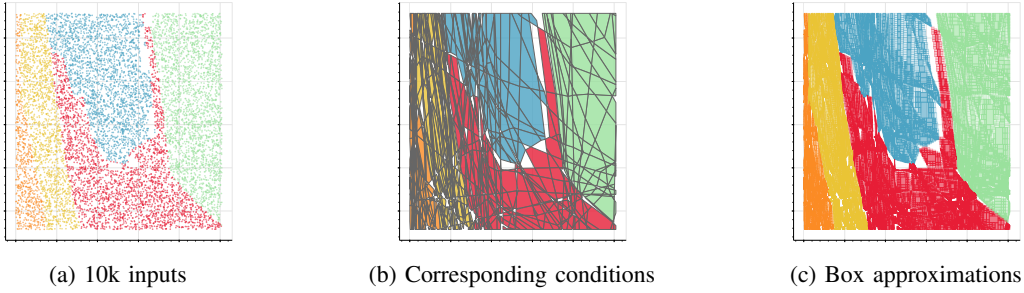 (a) 10k inputs
(b) Corresponding conditions
(c) Box approximations